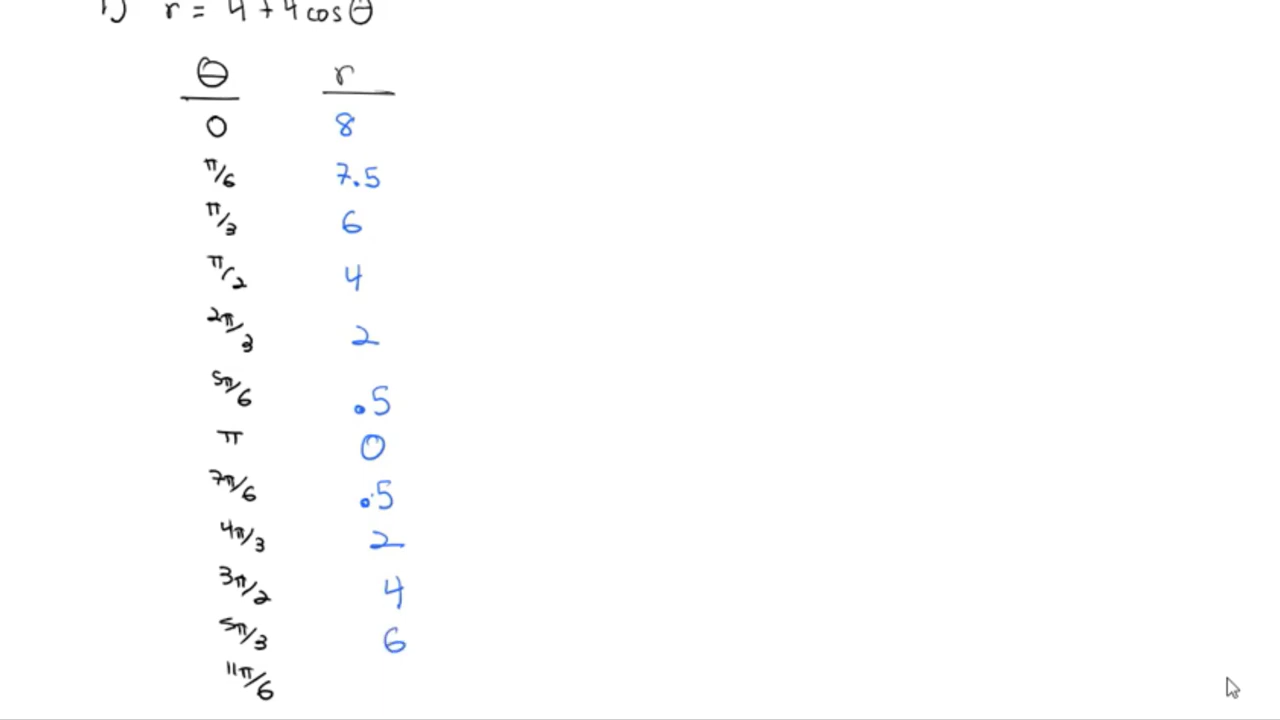 1) r = 4 + 4 cos θ
θ r
0 8
π/6 7.5
π/3 6
π/2 4
2π/3 2
5π/6 .5
π 0
7π/6 .5
4π/3 2
3π/2 4
5π/3 6
11π/6